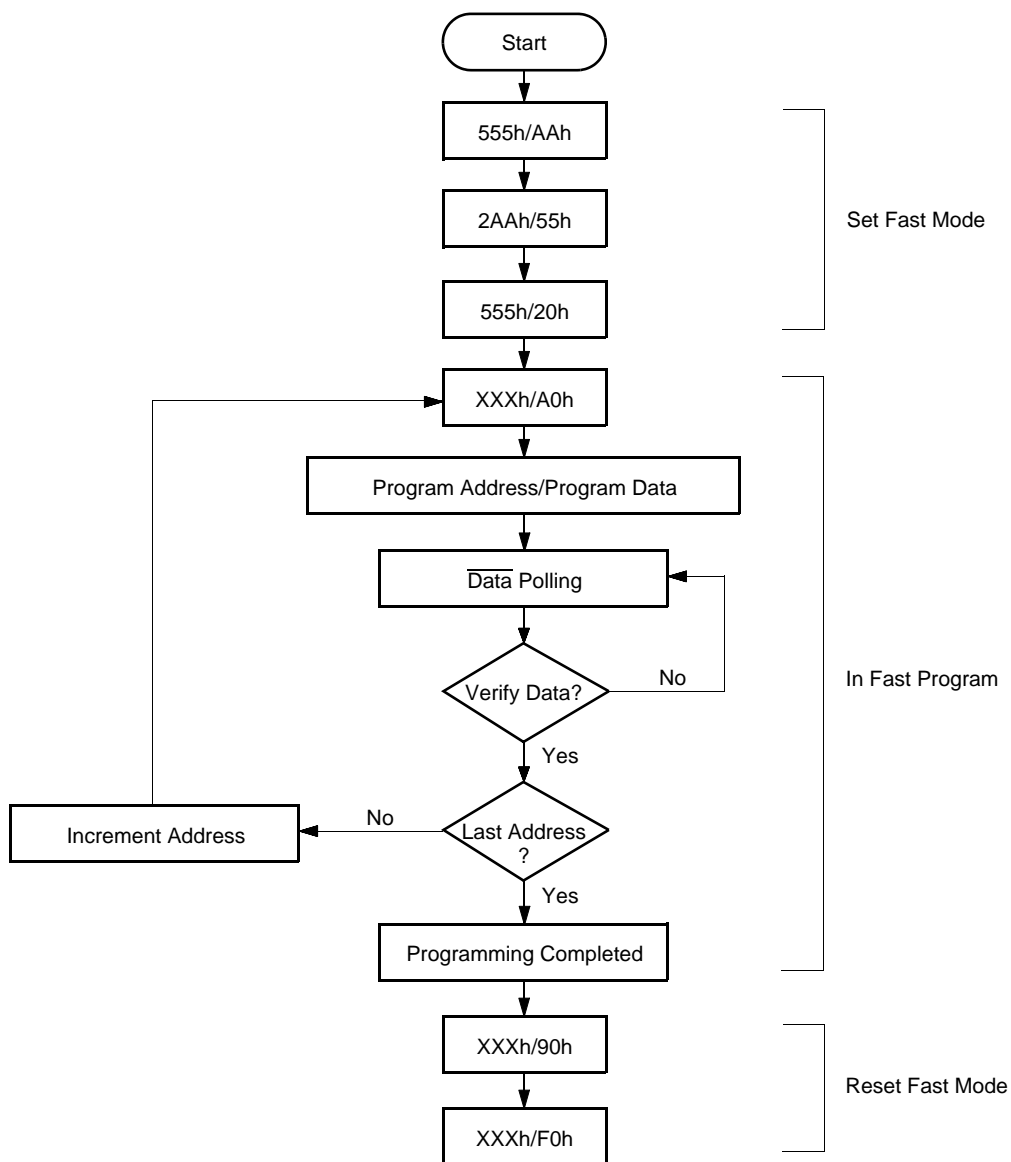 Start
555h/AAh
2AAh/55h
Set Fast Mode
555h/20h
XXXh/A0h
Program Address/Program Data
Data Polling
Verify Data?
No
In Fast Program
Yes
Increment Address
No
Last Address
?
Yes
Programming Completed
XXXh/90h
Reset Fast Mode
XXXh/F0h